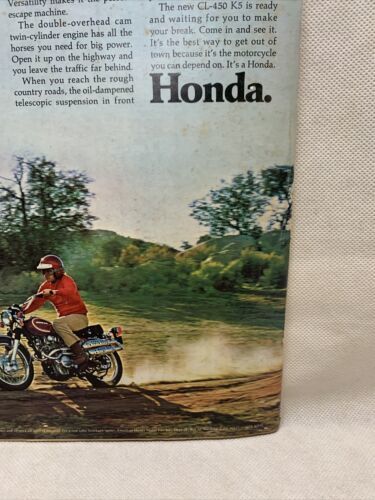 Versatility makes it the
escape machine.
The double-overhead cam
twin-cylinder engine has all the
horses you need for big power.
Open it up on the highway and
you leave the traffic far behind.
When you reach the rough
country roads, the oil-dampened
telescopic suspension in front
The new CL-450 K5 is ready
and waiting for you to make
your break. Come in and see it.
It's the best way to get out of
town because it's the motorcycle
you can depend on. It's a Honda.
Honda.